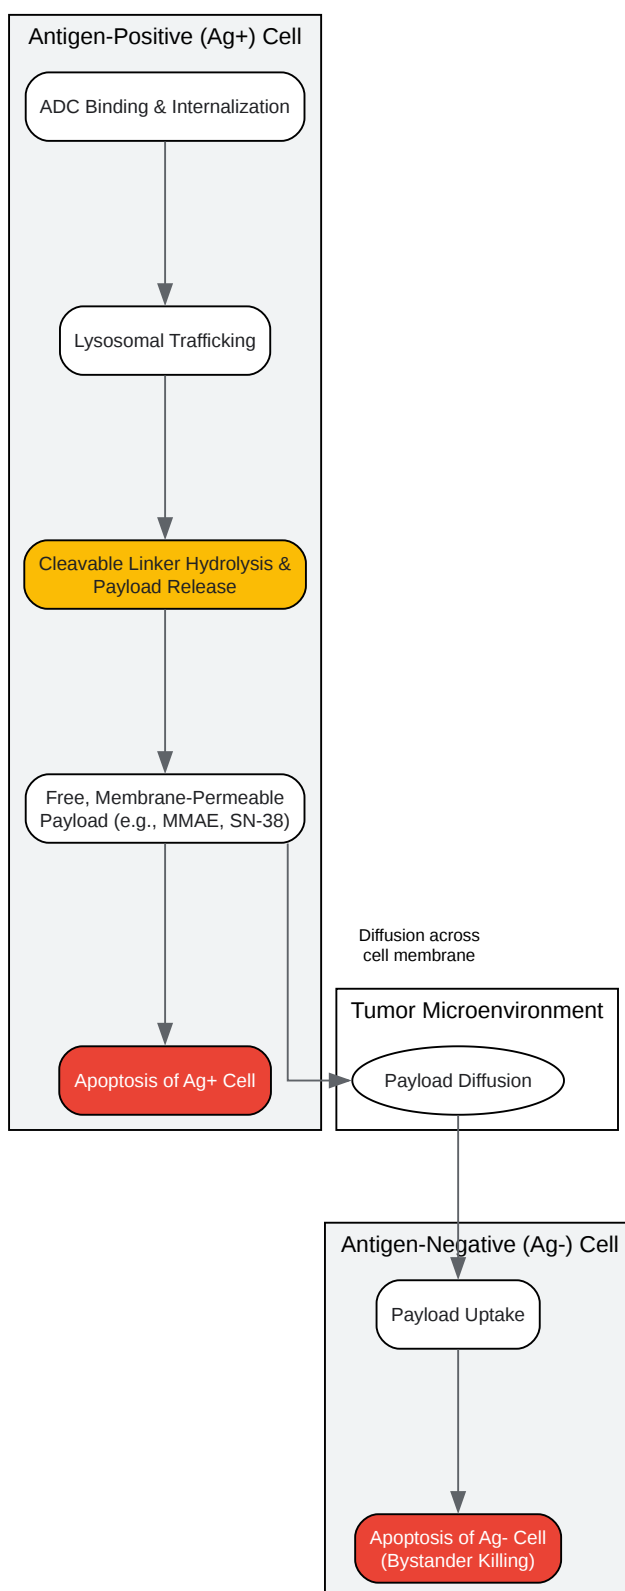 Antigen-Positive (Ag+) Cell
ADC Binding & Internalization
Lysosomal Trafficking
Cleavable Linker Hydrolysis &
Payload Release
Free, Membrane-Permeable
Payload (e.g., MMAE, SN-38)
Apoptosis of Ag+ Cell
Diffusion across
cell membrane
Tumor Microenvironment
Payload Diffusion
Antigen-Negative (Ag-) Cell
Payload Uptake
Apoptosis of Ag- Cell
(Bystander Killing)